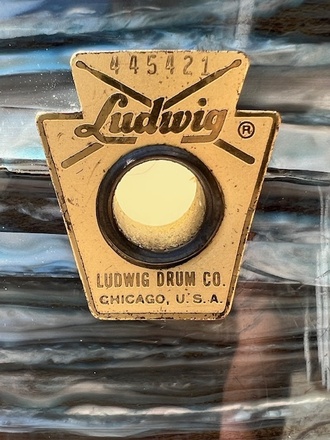 445421
Ludwig ®
LUDWIG DRUM CO.
CHICAGO, U.S.A.